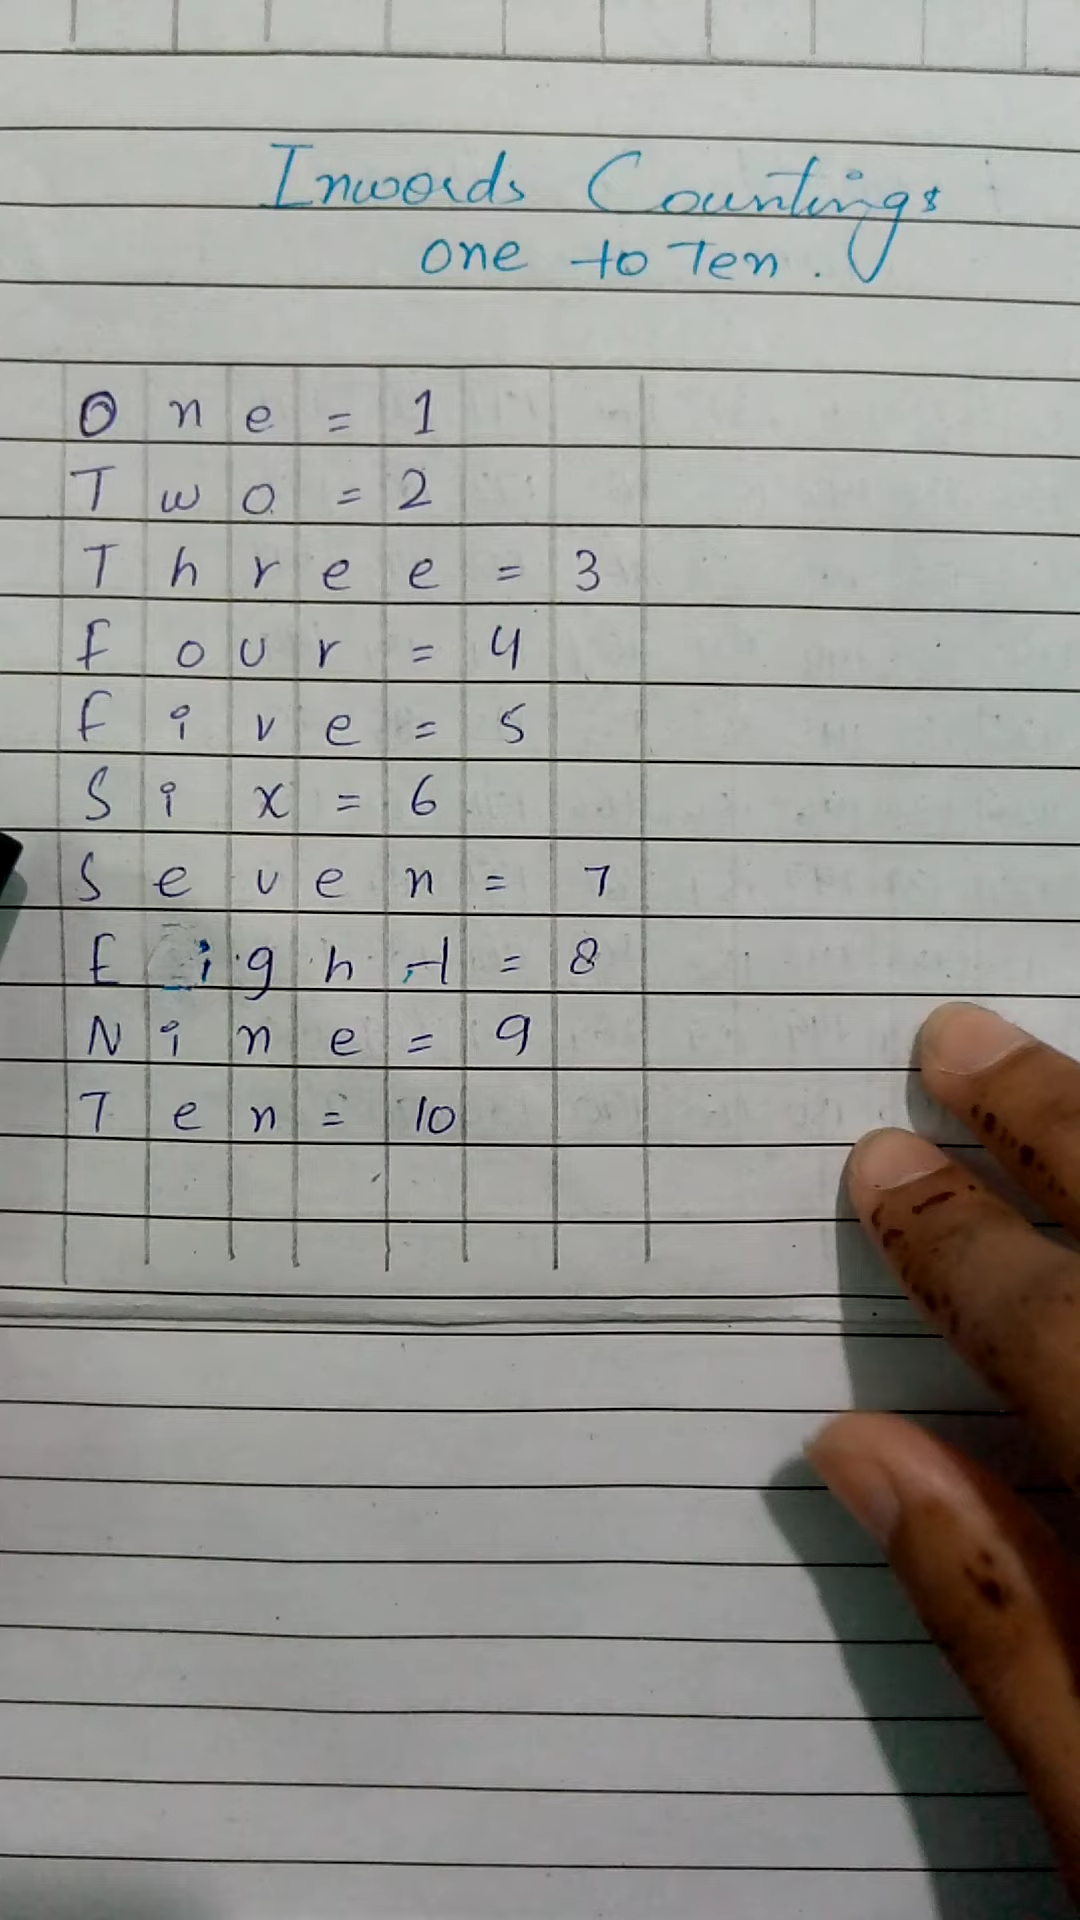 Inwords Countings
one to Ten.
One = 1
Two = 2
Three = 3
four = 4
five = 5
Six = 6
Seven = 7
Eight = 8
Nine = 9
Ten = 10